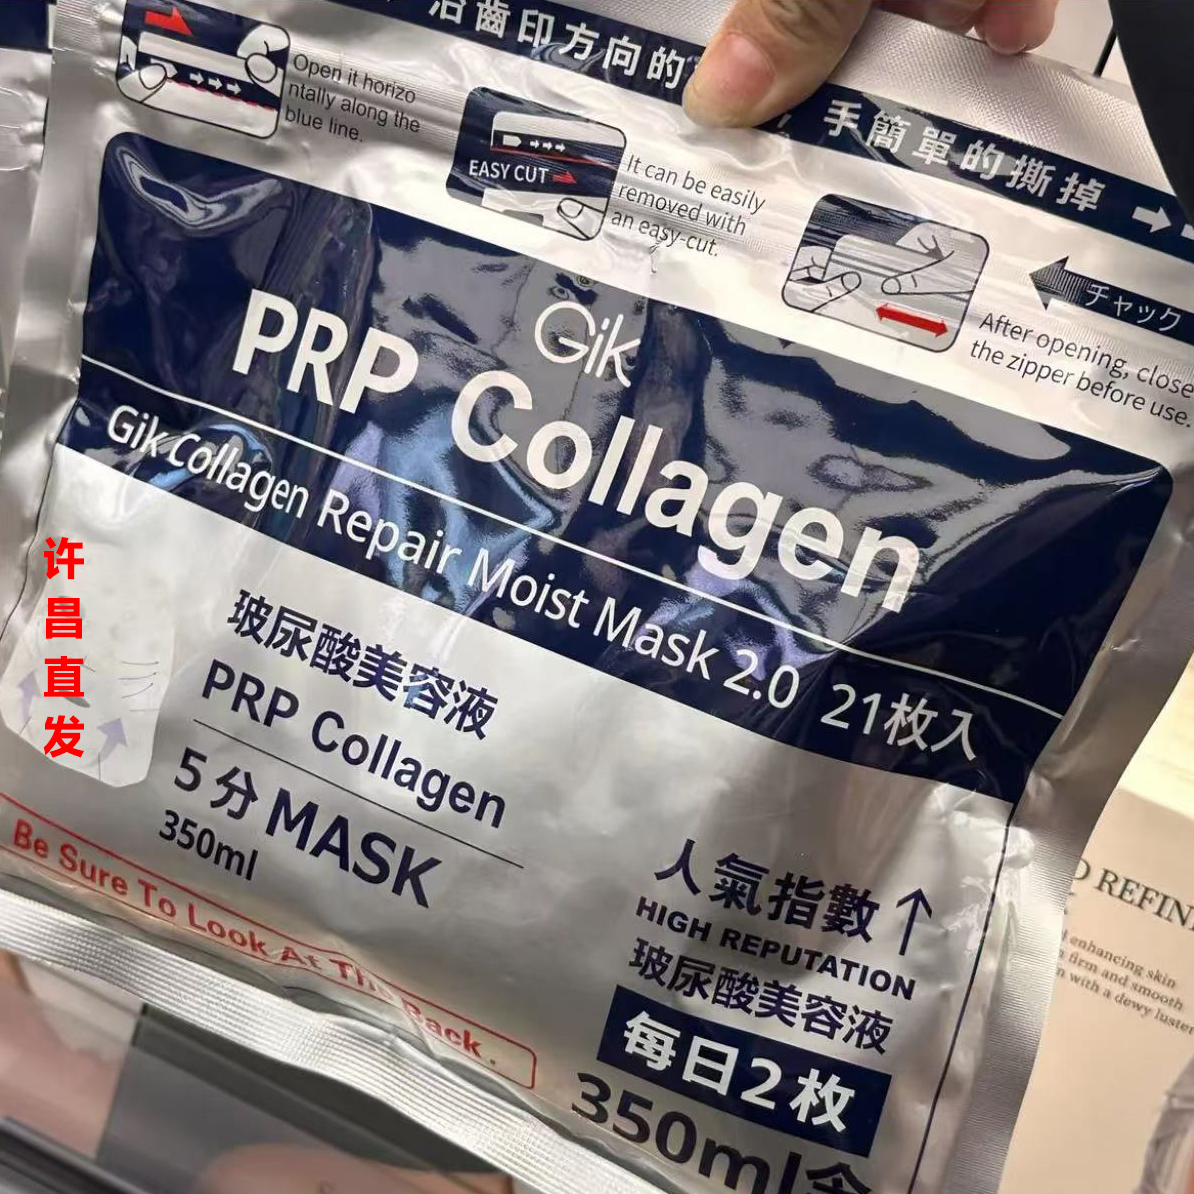 沿齒印方向的
手簡單的撕掉
Open it horizo
ntally along the
blue line.
EASY CUT
It can be easily
removed with
an easy-cut.
チャック
After opening, close
the zipper before use.
Gik
PRP Collagen
Gik Collagen Repair Moist Mask 2.0 21枚入
许昌直发
玻尿酸美容液
PRP Collagen
5分MASK
350ml
Be Sure To Look At The Back.
人氣指數↑
HIGH REPUTATION
玻尿酸美容液
每日2枚
350ml
REFIN
enhancing skin
firm and smooth
with a dewy luster